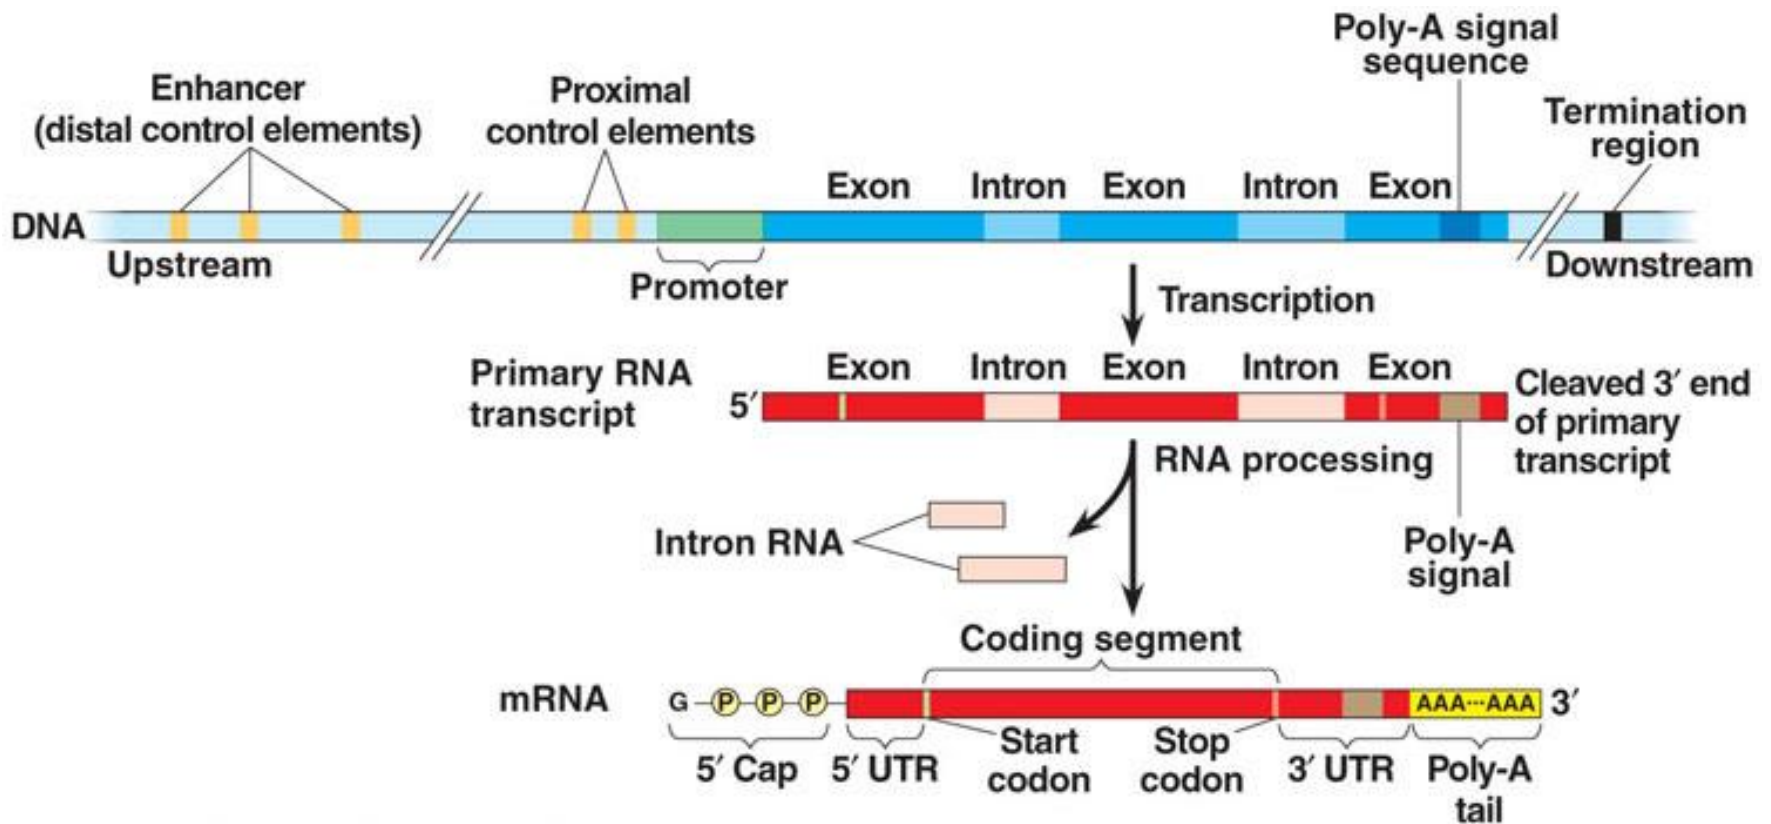 Poly-A signal
sequence
Enhancer
(distal control elements)
Proximal
control elements
Termination
region
Exon Intron Exon Intron Exon
DNA
Upstream
Downstream
Promoter
Transcription
Primary RNA
transcript
Exon Intron Exon Intron Exon
5′
Cleaved 3′ end
of primary
transcript
RNA processing
Intron RNA
Poly-A
signal
Coding segment
mRNA
G P P P AAA···AAA 3′
5′ Cap
5′ UTR
Start
codon
Stop
codon
3′ UTR
Poly-A
tail